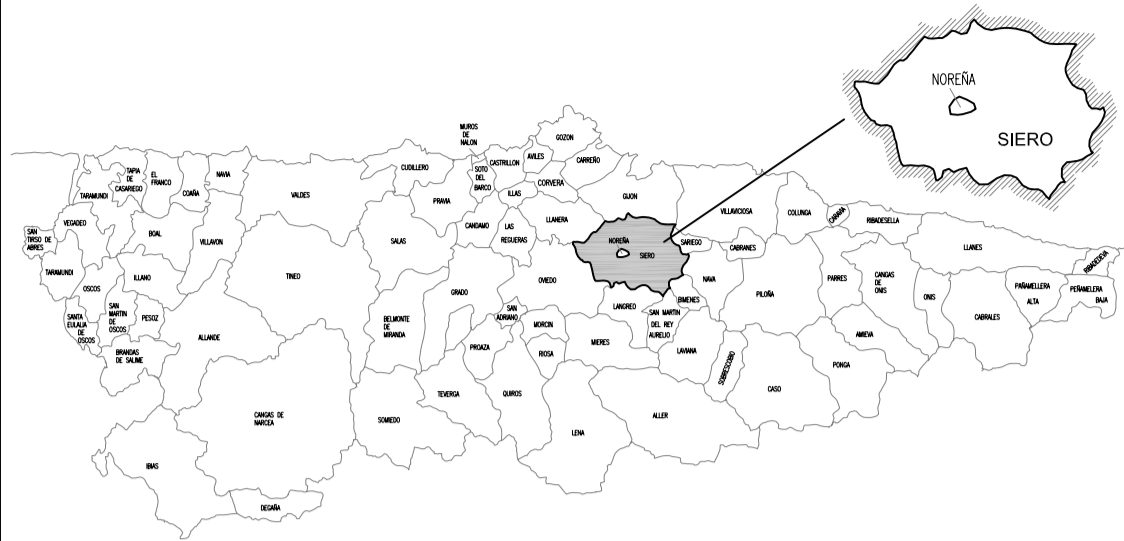 NOREÑA
SIERO
MUROS
DE
NALON
GOZON
AVILES
CASTRILLON
CARREÑO
CUDILLERO
SOTO
DEL
BARCO
CORVERA
ILLAS
GIJON
PRAVIA
TAPIA
DE
CASARIEGO
EL
FRANCO
NAVIA
COAÑA
TARAMUNDI
VALDES
VILLAVICIOSA
COLUNGA
CARAVIA
RIBADESELLA
VEGADEO
SAN
TIRSO DE
ABRES
BOAL
VILLAVON
SALAS
CANDAMO
LAS
REGUERAS
LLANERA
NOREÑA
SIERO
SARIEGO
CABRANES
LLANES
RIBADEDEVA
TARAMUNDI
OSCOS
ILLANO
TINEO
GRADO
OVIEDO
NAVA
PILOÑA
PARRES
CANGAS
DE
ONIS
ONIS
PAÑAMELLERA
ALTA
PEÑAMELERA
BAJA
CABRALES
SANTA
EULALIA
DE
OSCOS
SAN
MARTIN
DE
OSCOS
PESOZ
ALLANDE
BRANDAS
DE SALIME
BELMONTE
DE
MIRANDA
SAN
ADRIANO
MORCIN
LANGREO
BIMENES
SAN MARTIN
DEL REY
AURELIO
PROAZA
RIOSA
MIERES
LAVIANA
SOBRESCOBRO
AMIEVA
PONGA
CASO
TEVERGA
QUIROS
ALLER
CANGAS DE
NARCEA
SOMIEDO
LENA
IBIAS
DEGAÑA